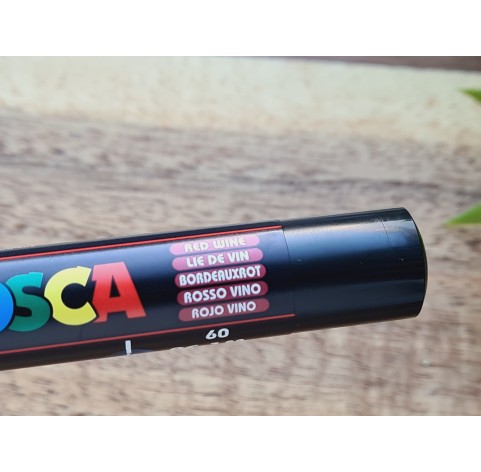 OSCA
RED WINE
LIE DE VIN
BORDEAUXROT
ROSSO VINO
ROJO VINO
60